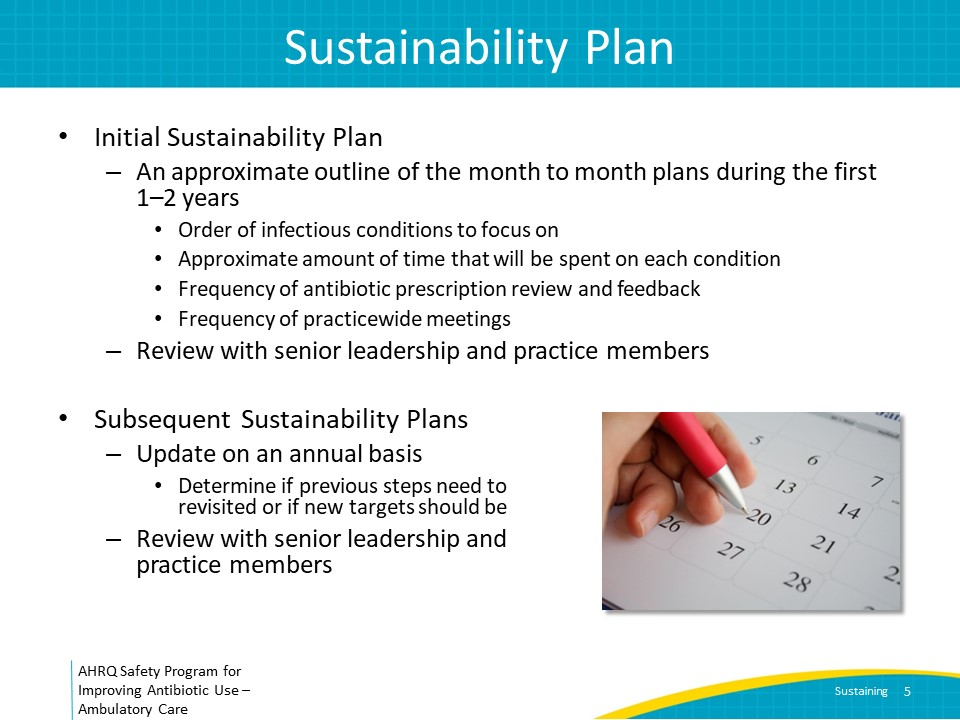 Sustainability Plan
• Initial Sustainability Plan
– An approximate outline of the month to month plans during the first
1–2 years
• Order of infectious conditions to focus on
• Approximate amount of time that will be spent on each condition
• Frequency of antibiotic prescription review and feedback
• Frequency of practicewide meetings
– Review with senior leadership and practice members
• Subsequent Sustainability Plans
– Update on an annual basis
• Determine if previous steps need to
revisited or if new targets should be
– Review with senior leadership and
practice members
5
6
7
13
14
20
21
26
27
28
AHRQ Safety Program for
Improving Antibiotic Use –
Ambulatory Care
Sustaining 5